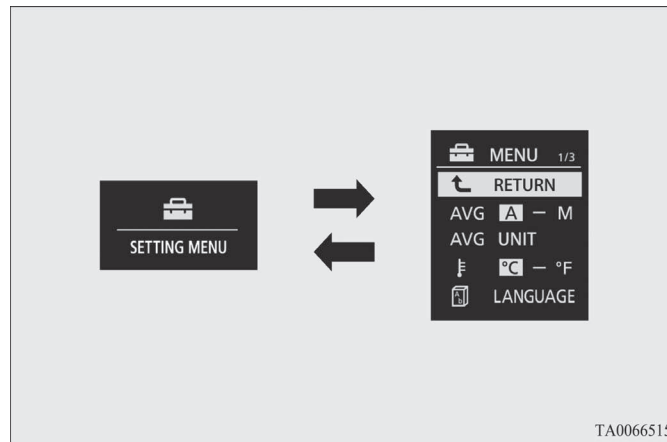 SETTING MENU
MENU 1/3
RETURN
AVG A – M
AVG UNIT
°C – °F
A b LANGUAGE
TA0066515